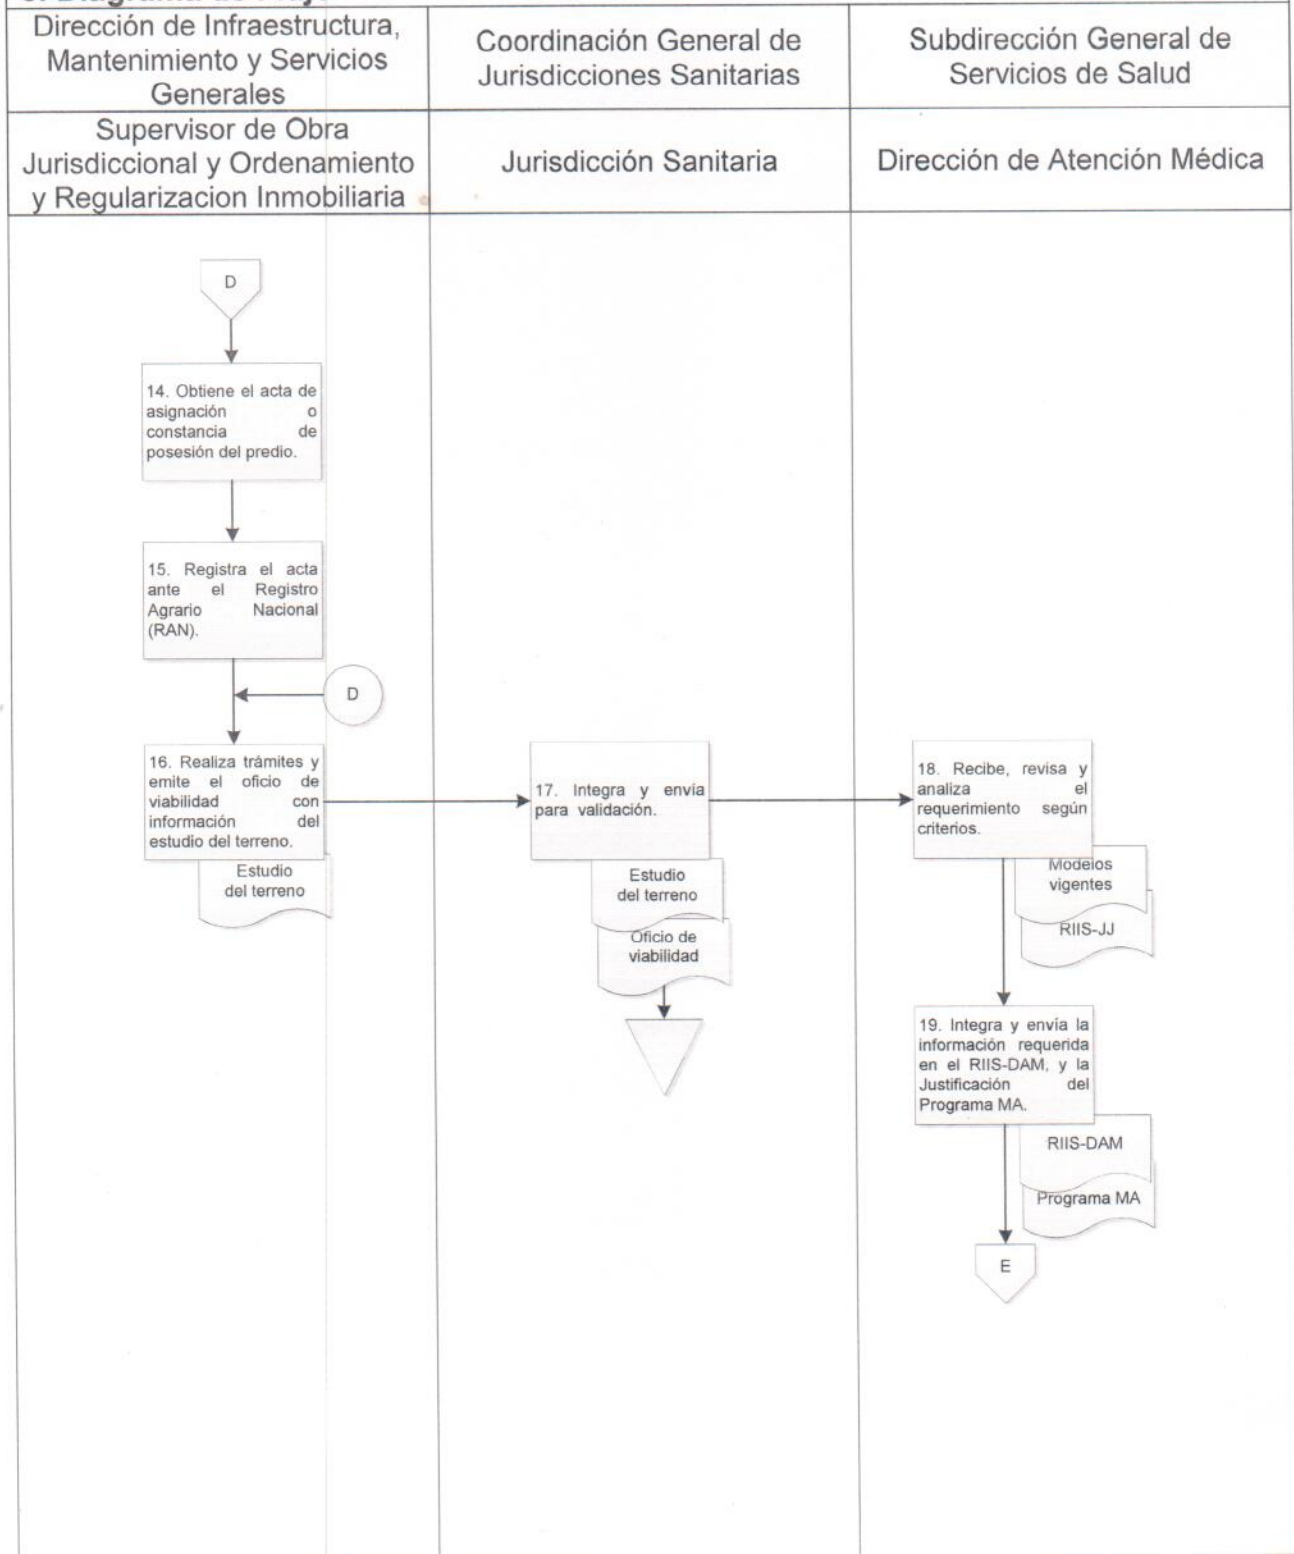 Dirección de Infraestructura,
Mantenimiento y Servicios
Generales
Coordinación General de
Jurisdicciones Sanitarias
Subdirección General de
Servicios de Salud
Supervisor de Obra
Jurisdiccional y Ordenamiento
y Regularizacion Inmobiliaria
Jurisdicción Sanitaria
Dirección de Atención Médica
D
14. Obtiene el acta de
asignación o
constancia de
posesión del predio.
15. Registra el acta
ante el Registro
Agrario Nacional
(RAN).
D
16. Realiza trámites y
emite el oficio de
viabilidad con
información del
estudio del terreno.
Estudio
del terreno
17. Integra y envía
para validación.
Estudio
del terreno
Oficio de
viabilidad
18. Recibe, revisa y
analiza el
requerimiento según
criterios.
Modelos
vigentes
RIIS-JJ
19. Integra y envía la
información requerida
en el RIIS-DAM, y la
Justificación del
Programa MA.
RIIS-DAM
Programa MA
E